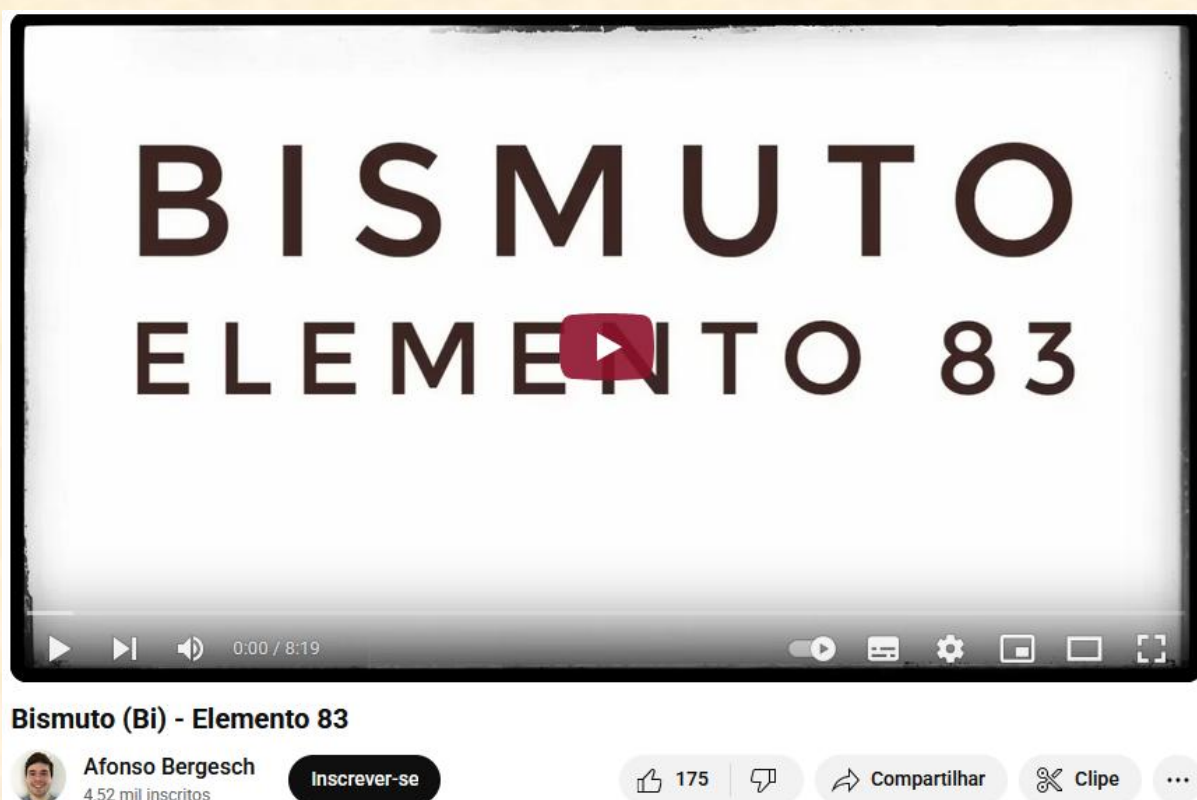 BISMUTO
ELEMENTO 83
0:00 / 8:19
Bismuto (Bi) - Elemento 83
Afonso Bergesch
4,52 mil inscritos
Inscrever-se
175
Compartilhar
Clipe